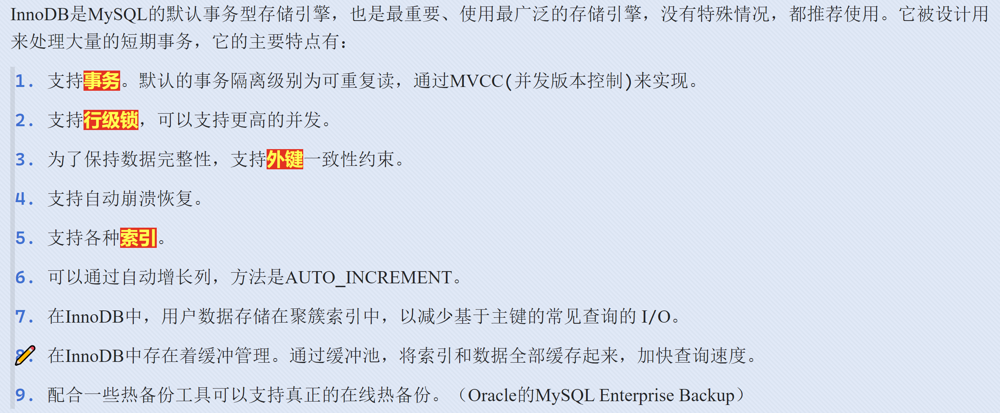 InnoDB是MySQL的默认事务型存储引擎，也是最重要、使用最广泛的存储引擎，没有特殊情况，都推荐使用。它被设计用
来处理大量的短期事务，它的主要特点有：
1. 支持事务。默认的事务隔离级别为可重复读，通过MVCC(并发版本控制)来实现。
2. 支持行级锁，可以支持更高的并发。
3. 为了保持数据完整性，支持外键一致性约束。
4. 支持自动崩溃恢复。
5. 支持各种索引。
6. 可以通过自动增长列，方法是AUTO_INCREMENT。
7. 在InnoDB中，用户数据存储在聚簇索引中，以减少基于主键的常见查询的 I/O。
8. 在InnoDB中存在着缓冲管理。通过缓冲池，将索引和数据全部缓存起来，加快查询速度。
9. 配合一些热备份工具可以支持真正的在线热备份。（Oracle的MySQL Enterprise Backup）